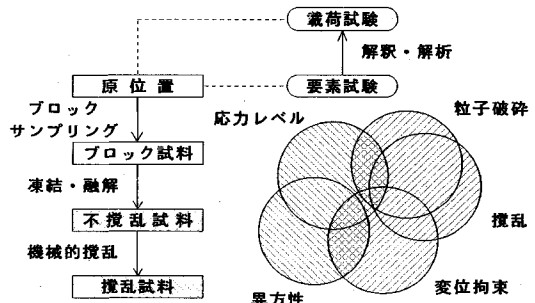 載荷試験
解釈・解析
原位置
要素試験
ブロック
サンプリング
ブロック試料
凍結・融解
不攪乱試料
機械的攪乱
攪乱試料
応力レベル
粒子破砕
攪乱
変位拘束
異方性